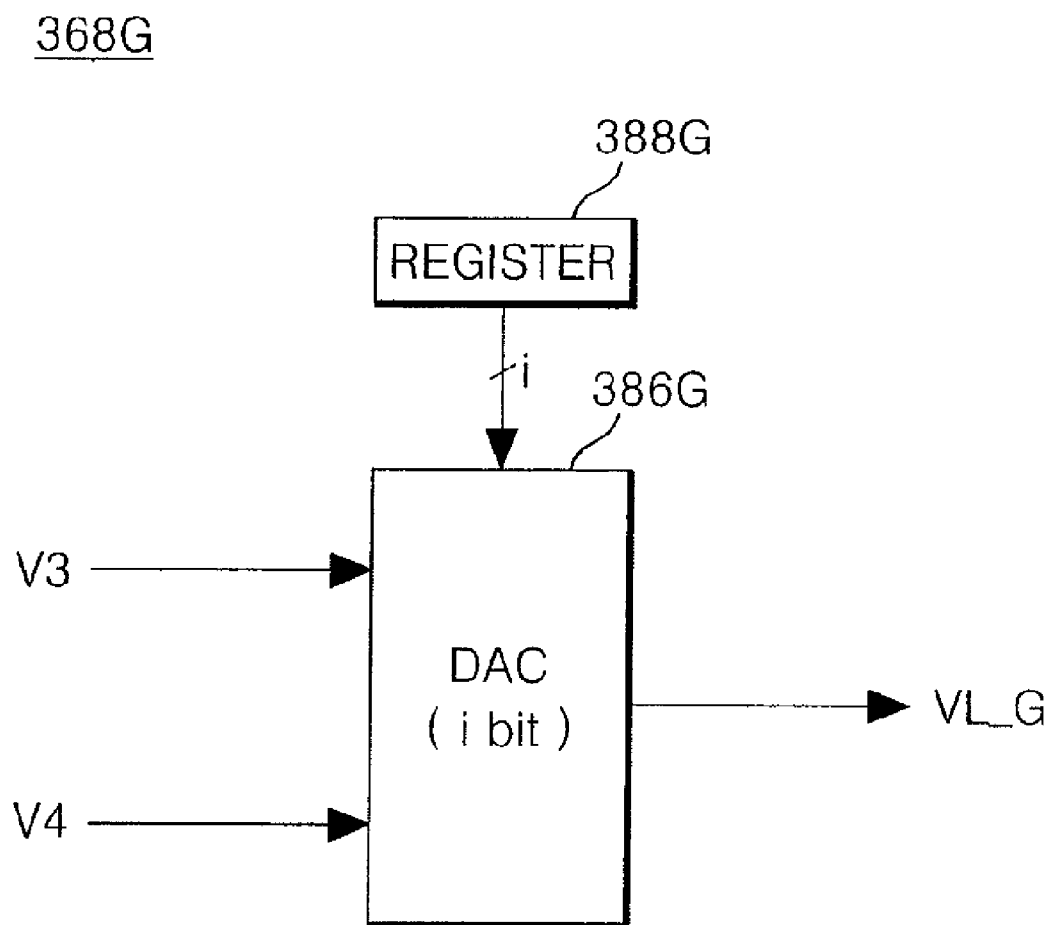 368G
388G
REGISTER
i
386G
V3
DAC
( i bit )
VL_G
V4